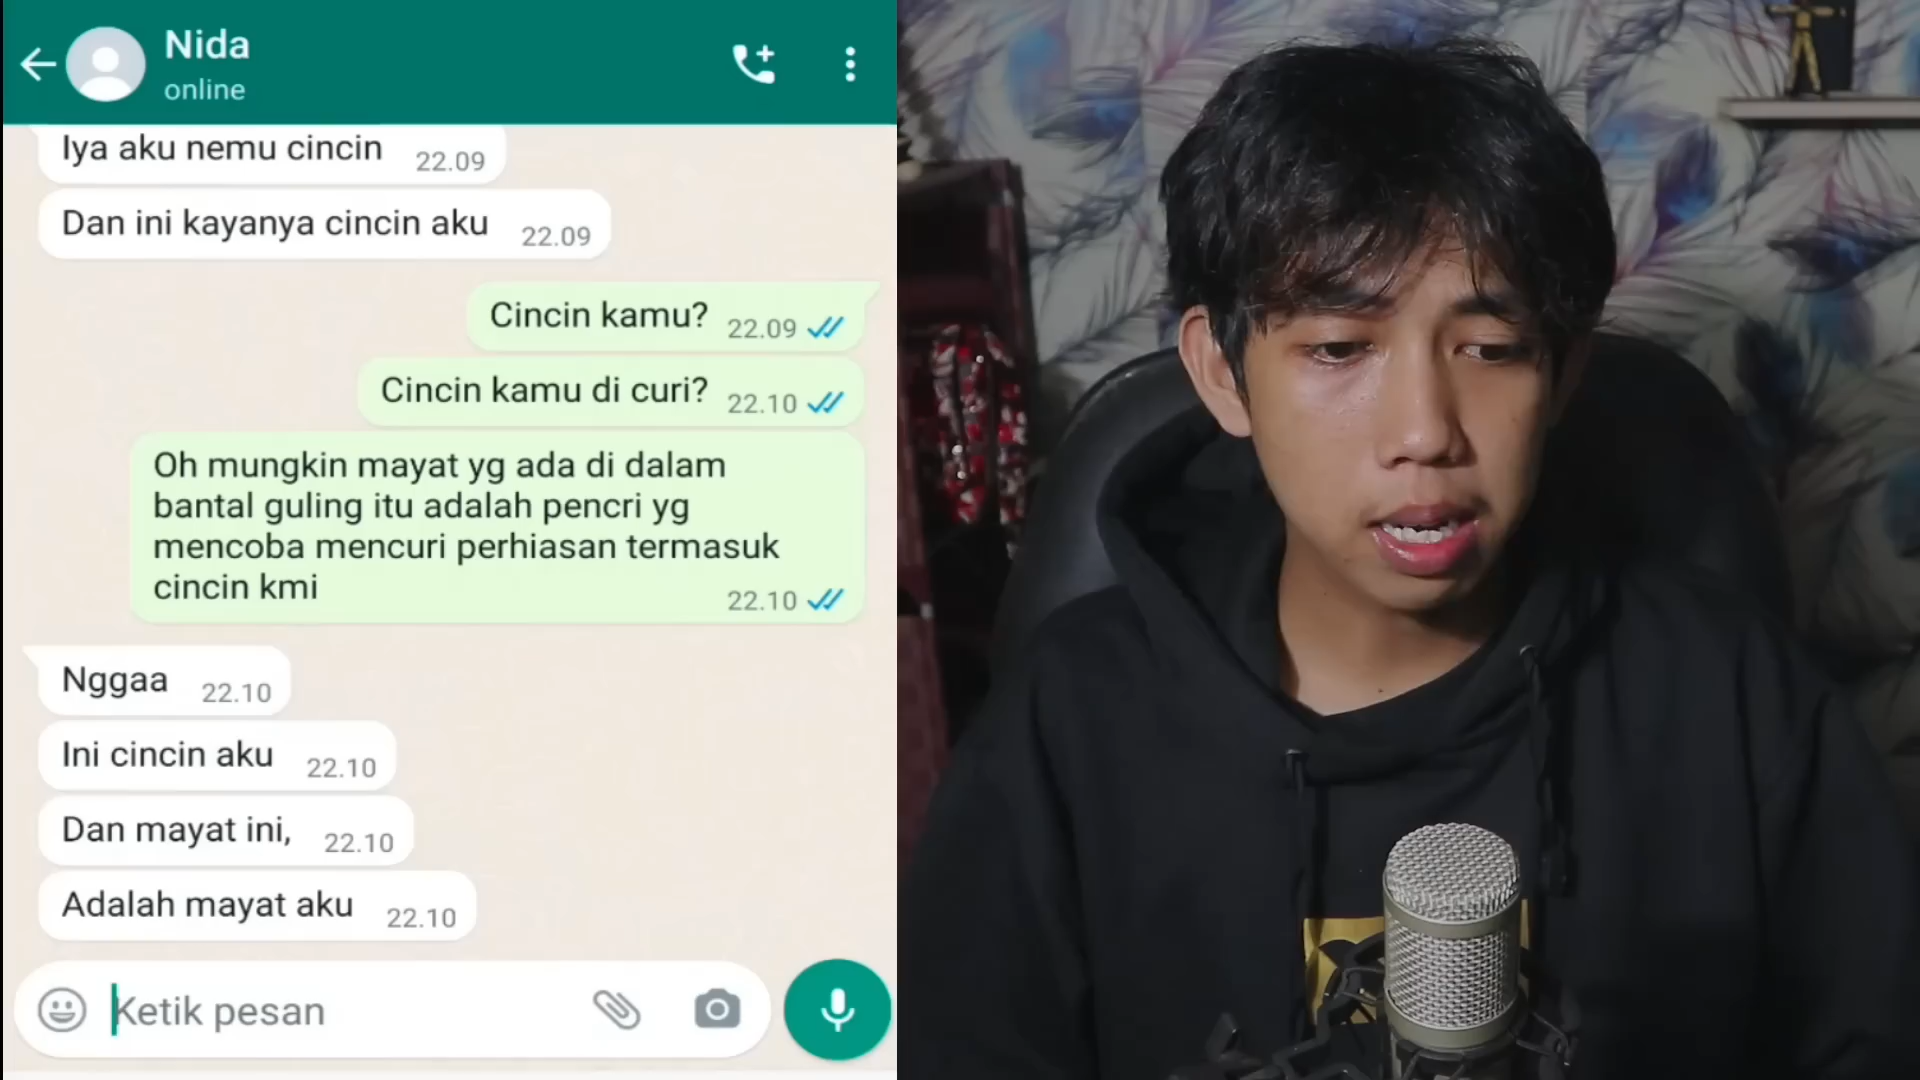 Nida
online
Iya aku nemu cincin 22.09
Dan ini kayanya cincin aku 22.09
Cincin kamu? 22.09
Cincin kamu di curi? 22.10
Oh mungkin mayat yg ada di dalam
bantal guling itu adalah pencri yg
mencoba mencuri perhiasan termasuk
cincin kmi 22.10
Nggaa 22.10
Ini cincin aku 22.10
Dan mayat ini, 22.10
Adalah mayat aku 22.10
Ketik pesan